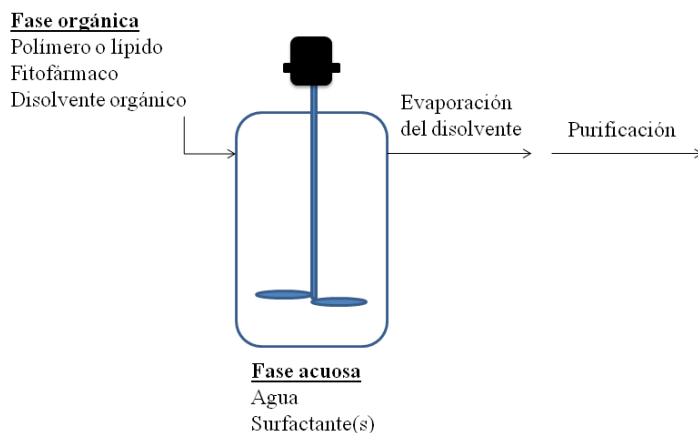 Fase orgánica
Polímero o lípido
Fitofármaco
Disolvente orgánico
Evaporación
del disolvente
Purificación
Fase acuosa
Agua
Surfactante(s)